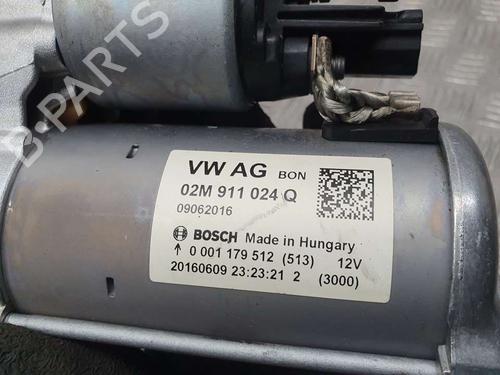 B-PARTS
VW AG BON
02M 911 024 Q
09062016
BOSCH Made in Hungary
↑ 0 001 179 512 (513) 12V
20160609 23:23:21 2 (3000)